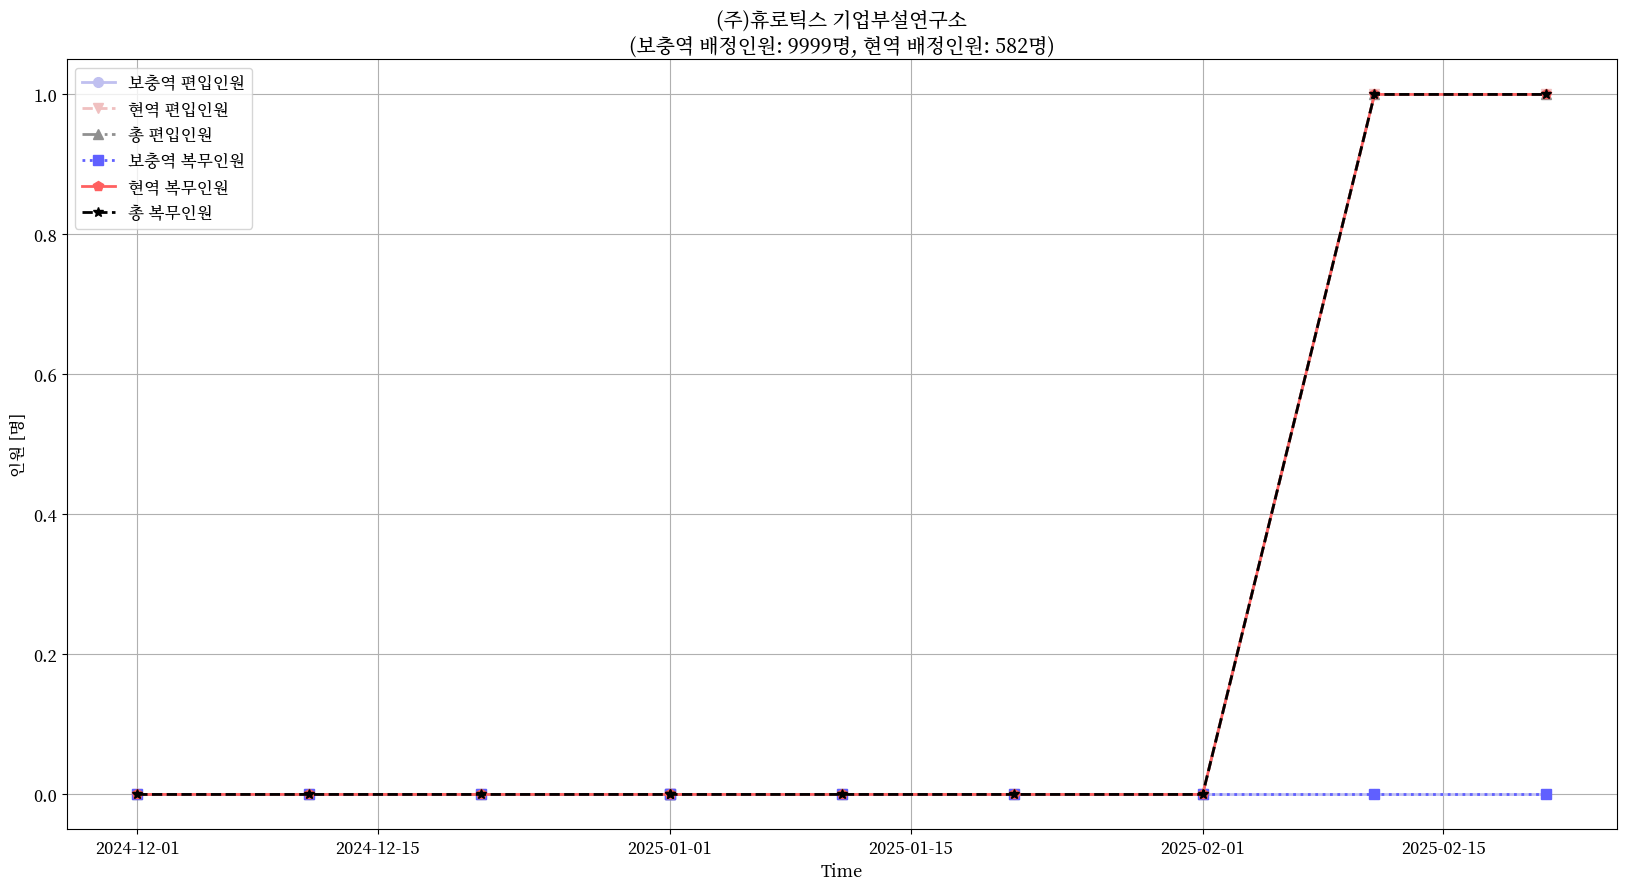 (주)휴로틱스 기업부설연구소
(보충역 배정인원: 9999명, 현역 배정인원: 582명)
보충역 편입인원
현역 편입인원
총 편입인원
보충역 복무인원
현역 복무인원
총 복무인원
1.0
0.8
0.6
0.4
0.2
0.0
인원 [명]
2024-12-01
2024-12-15
2025-01-01
2025-01-15
2025-02-01
2025-02-15
Time